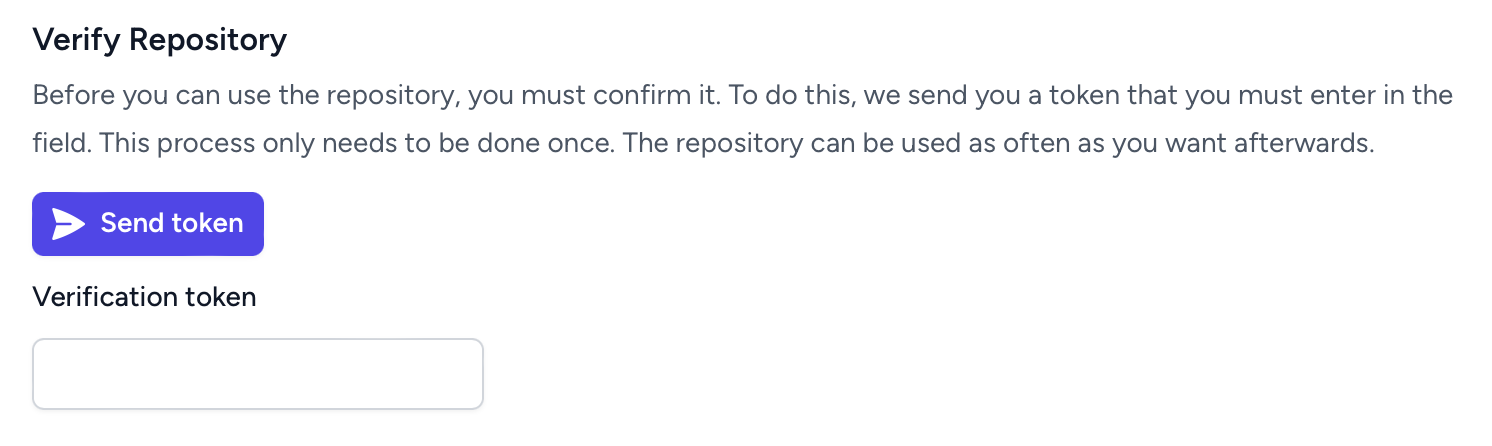 Verify Repository
Before you can use the repository, you must confirm it. To do this, we send you a token that you must enter in the
field. This process only needs to be done once. The repository can be used as often as you want afterwards.
Send token
Verification token